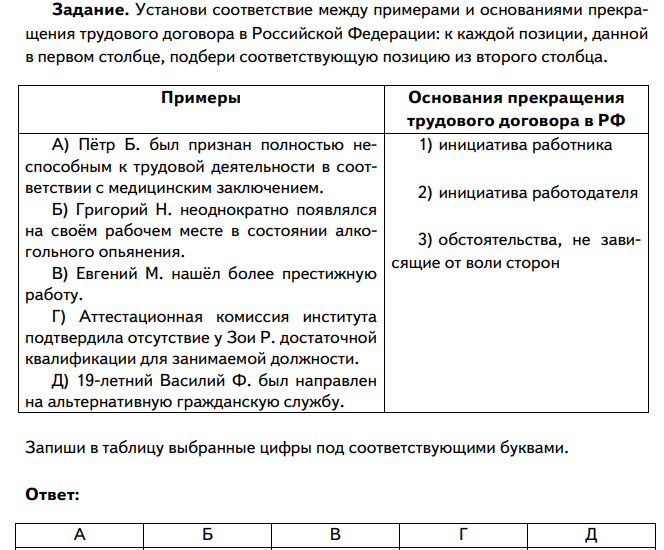 Задание. Установи соответствие между примерами и основаниями прекра-
щения трудового договора в Российской Федерации: к каждой позиции, данной
в первом столбце, подбери соответствующую позицию из второго столбца.
Примеры
Основания прекращения
трудового договора в РФ
А) Пётр Б. был признан полностью не-
способным к трудовой деятельности в соот-
ветствии с медицинским заключением.
Б) Григорий Н. неоднократно появлялся
на своём рабочем месте в состоянии алко-
гольного опьянения.
В) Евгений М. нашёл более престижную
работу.
Г) Аттестационная комиссия института
подтвердила отсутствие у Зои Р. достаточной
квалификации для занимаемой должности.
Д) 19-летний Василий Ф. был направлен
на альтернативную гражданскую службу.
1) инициатива работника
2) инициатива работодателя
3) обстоятельства, не зави-
сящие от воли сторон
Запиши в таблицу выбранные цифры под соответствующими буквами.
Ответ:
А Б В Г Д